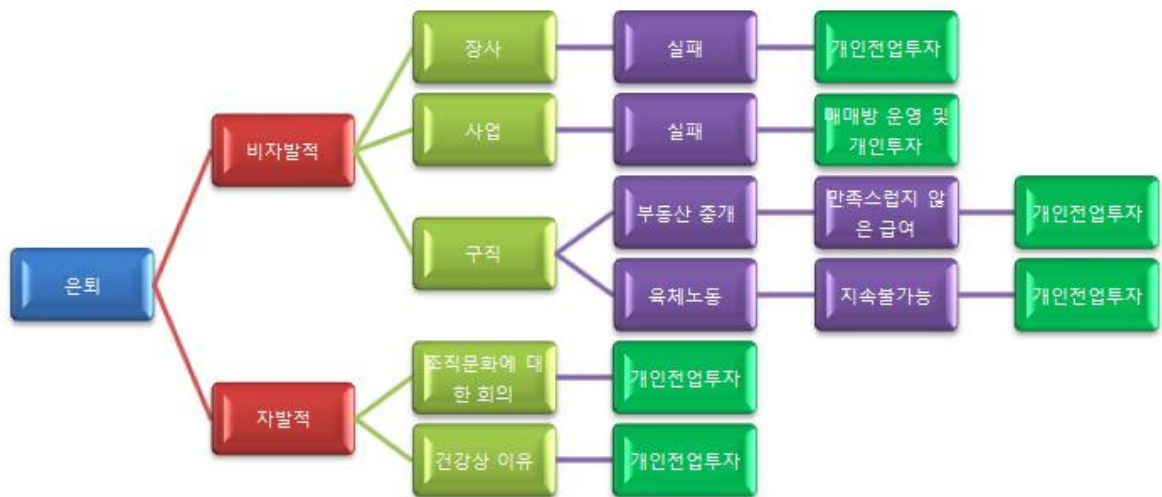 장사
실패
개인전업투자
비자발적
사업
실패
매매방 운영 및
개인투자
구직
부동산 중개
만족스럽지 않
은 급여
개인전업투자
육체노동
지속불가능
개인전업투자
은퇴
자발적
조직문화에 대
한 회의
개인전업투자
건강상 이유
개인전업투자